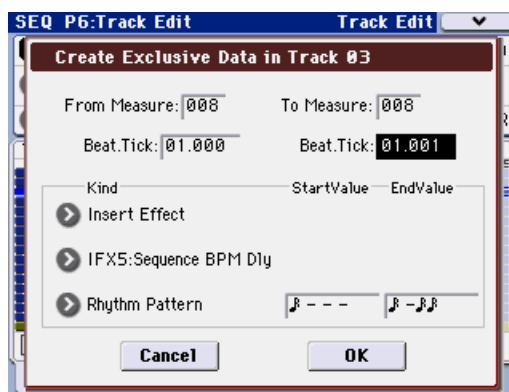 SEQ P6:Track Edit Track Edit
Create Exclusive Data in Track 03
From Measure: 008 To Measure: 008
Beat.Tick: 01.000 Beat.Tick: 01.001
Kind StartValue EndValue
Insert Effect
IFX5:Sequence BPM Dly
Rhythm Pattern ♪--- ♪-♪♪
Cancel OK